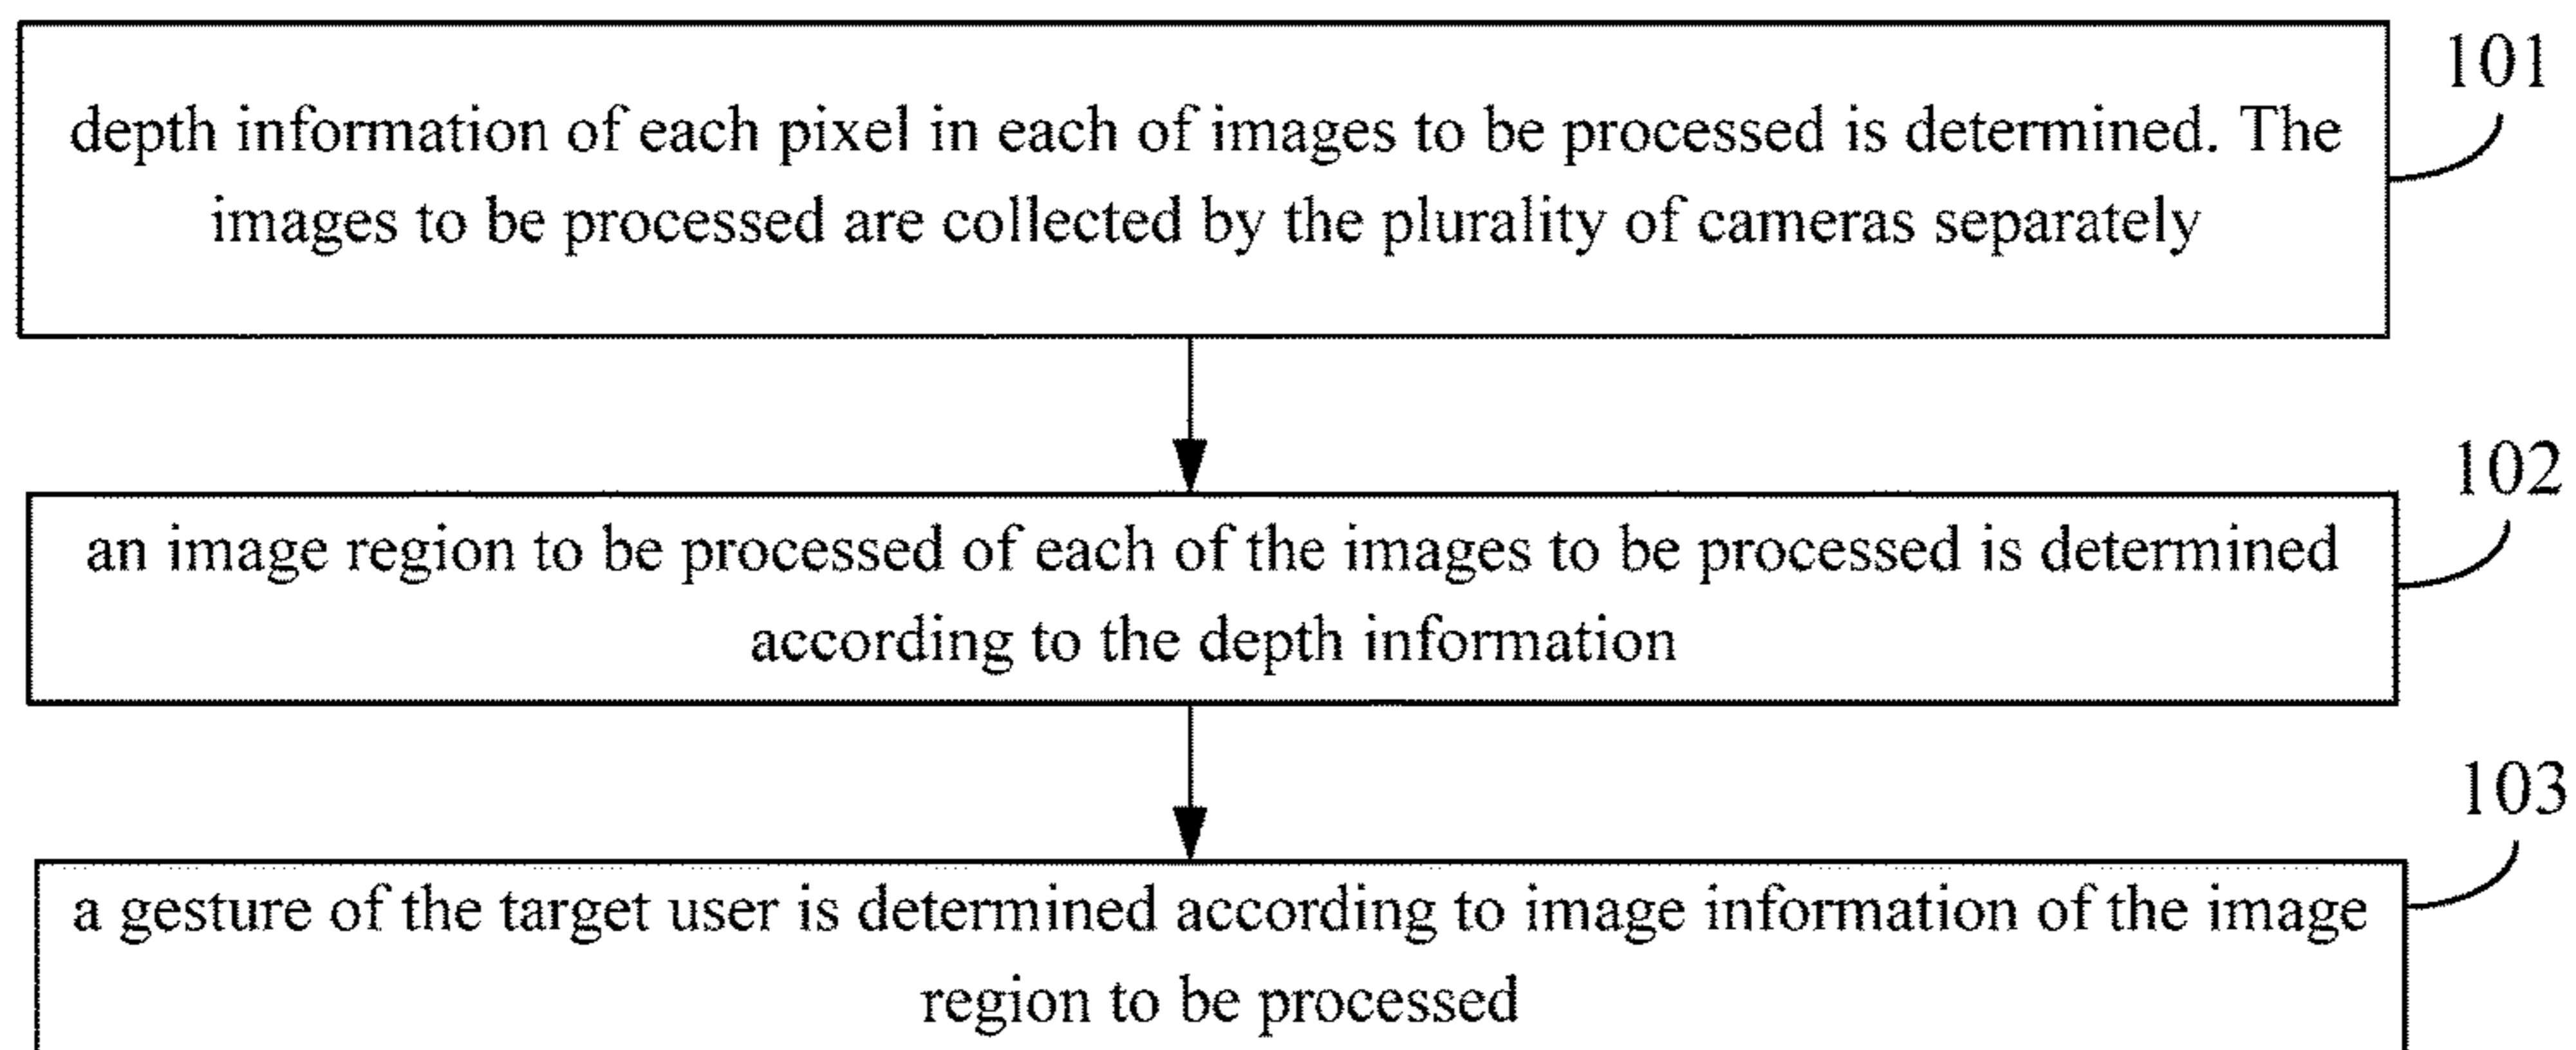 101
depth information of each pixel in each of images to be processed is determined. The
images to be processed are collected by the plurality of cameras separately
102
an image region to be processed of each of the images to be processed is determined
according to the depth information
103
a gesture of the target user is determined according to image information of the image
region to be processed